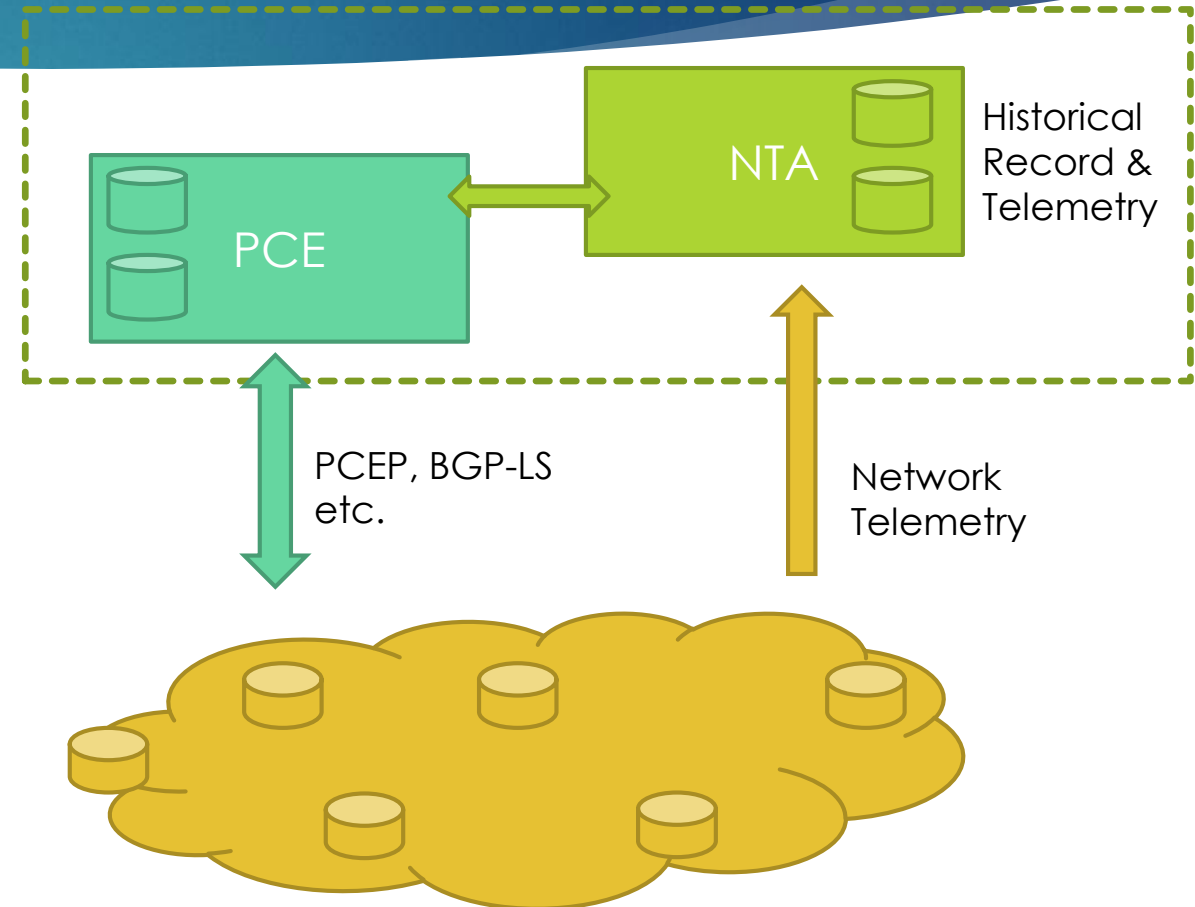 Historical
Record &
Telemetry
NTA
PCE
PCEP, BGP-LS
etc.
Network
Telemetry